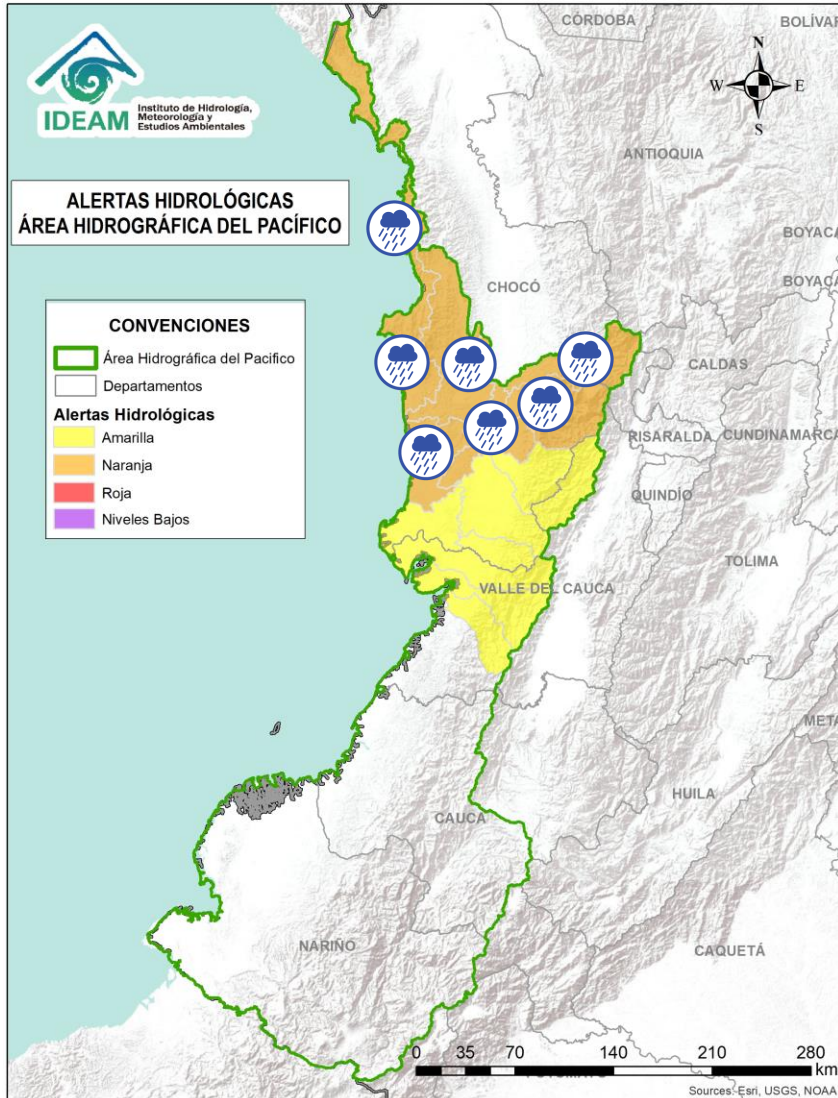 CÓRDOBA
BOLÍVAR
N
W
E
S
IDEAM
Instituto de Hidrología,
Meteorología y
Estudios Ambientales
ANTIOQUIA
ALERTAS HIDROLÓGICAS
ÁREA HIDROGRÁFICA DEL PACÍFICO
BOYACÁ
BOYACÁ
CHOCÓ
CONVENCIONES
Área Hidrográfica del Pacifico
Departamentos
Alertas Hidrológicas
Amarilla
Naranja
Roja
Niveles Bajos
CALDAS
RISARALDA
CUNDINAMARCA
QUINDÍO
TOLIMA
VALLE DEL CAUCA
META
HUILA
CAUCA
NARIÑO
CAQUETÁ
0 35 70 140 210 280
km
Sources: Esri, USGS, NOAA